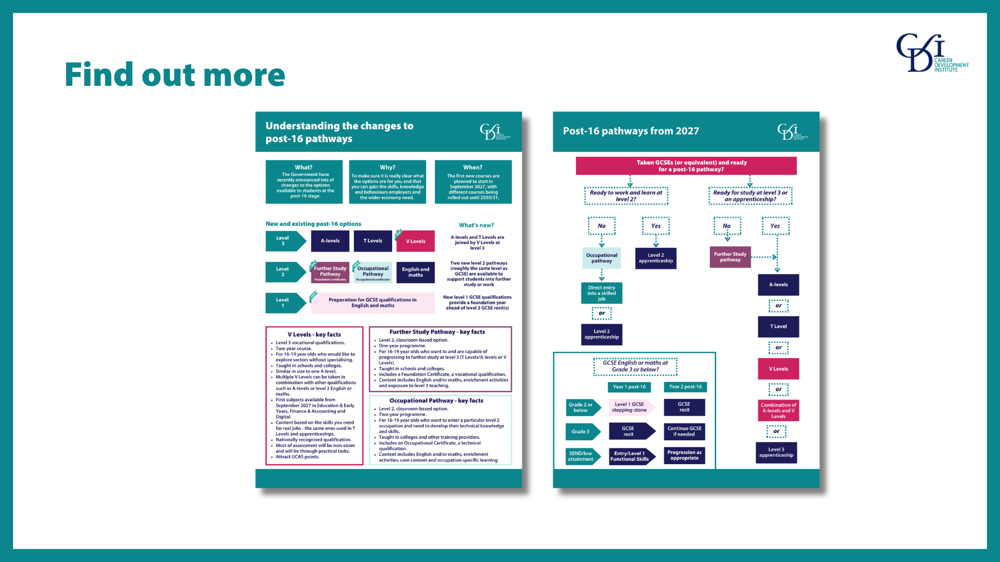 Find out more
CDI
CAREER
DEVELOPMENT
INSTITUTE
Understanding the changes to
post-16 pathways
CDI
CAREER
DEVELOPMENT
INSTITUTE
What?
The Government have
recently announced lots of
changes to the options
available to students at the
post-16 stage.
Why?
To make sure it is really clear what
the options are for you and that
you can gain the skills, knowledge
and behaviours employers and
the wider economy need.
When?
The first new courses are
planned to start in
September 2027, with
different courses being
rolled out until 2030/31.
New and existing post-16 options
What's new?
Level
3
A-levels
T Levels
NEW
V Levels
A-levels and T Levels are
joined by V Levels at
level 3
Level
2
NEW
Further Study
Pathway
Foundation certificates
NEW
Occupational
Pathway
Occupational certificates
English and
maths
Two new level 2 pathways
(roughly the same level as
GCSE) are available to
support students into further
study or work
Level
1
NEW
Preparation for GCSE qualifications in
English and maths
New level 1 GCSE qualifications
provide a foundation year
ahead of level 2 GCSE resit(s)
V Levels - key facts
• Level 3 vocational qualifications.
• Two-year course.
• For 16-19 year olds who would like to
explore sectors without specialising.
• Taught in schools and colleges.
• Similar in size to one A-level.
• Multiple V Levels can be taken in
combination with other qualifications
such as A-levels or level 2 English or
maths.
• First subjects available from
September 2027 in Education & Early
Years, Finance & Accounting and
Digital.
• Content based on the skills you need
for real jobs - the same ones used in T
Levels and apprenticeships.
• Nationally recognised qualification.
• Most of assessment will be non-exam
and will be through practical tasks.
• Attract UCAS points.
Further Study Pathway - key facts
• Level 2, classroom-based option.
• One-year programme.
• For 16-19 year olds who want to and are capable of
progressing to further study at level 3 (T Levels/A-levels or V
Levels).
• Taught in schools and colleges.
• Includes a Foundation Certificate, a vocational qualification.
• Content includes English and/or maths, enrichment activities
and exposure to level 3 teaching.
Occupational Pathway - key facts
• Level 2, classroom-based option.
• Two-year programme.
• For 16-19 year olds who want to enter a particular level 2
occupation and need to develop their technical knowledge
and skills.
• Taught in colleges and other training providers.
• Includes an Occupational Certificate, a technical
qualification.
• Content includes English and/or maths, enrichment
activities, core content and occupation-specific learning
Post-16 pathways from 2027
CDI
CAREER
DEVELOPMENT
INSTITUTE
Taken GCSEs (or equivalent) and ready
for a post-16 pathway?
Ready to work and learn at
level 2?
Ready for study at level 3 or
an apprenticeship?
No
Yes
No
Yes
Occupational
pathway
Level 2
apprenticeship
Further Study
pathway
Direct entry
into a skilled
job
or
Level 2
apprenticeship
A-levels
or
T Level
or
V Levels
or
Combination of
A-levels and V
Levels
or
Level 3
apprenticeship
GCSE English or maths at
Grade 3 or below?
Year 1 post-16
Year 2 post-16
Grade 2 or
below
Level 1 GCSE
stepping-stone
GCSE
resit
Grade 3
GCSE
resit
Continue GCSE
if needed
SEND/low
attainment
Entry/Level 1
Functional Skills
Progression as
appropriate